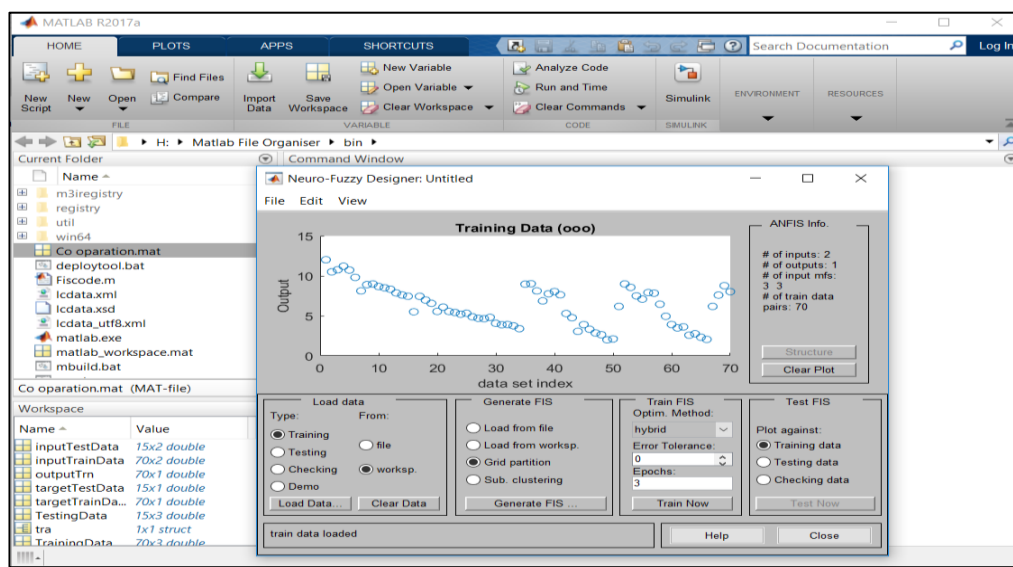 MATLAB R2017a
HOME PLOTS APPS SHORTCUTS Search Documentation Log In
New Script New Open Find Files Compare Import Data Save Workspace New Variable Open Variable Clear Workspace Analyze Code Run and Time Clear Commands Simulink ENVIRONMENT RESOURCES
FILE VARIABLE CODE SIMULINK
H: Matlab File Organiser bin
Current Folder
Name
m3iregistry
registry
util
win64
Co oparation.mat
deploytool.bat
Fiscode.m
lcdata.xml
lcdata.xsd
lcdata_utf8.xml
matlab.exe
matlab_workspace.mat
mbuild.bat
Co oparation.mat (MAT-file)
Workspace
Name Value
inputTestData 15x2 double
inputTrainData 70x2 double
outputTrn 70x1 double
targetTestData 15x1 double
targetTrainDa... 70x1 double
TestingData 15x3 double
tra 1x1 struct
TrainingData 70x3 double
Command Window
Neuro-Fuzzy Designer: Untitled
File Edit View
Training Data (ooo)
15
10
5
0
Output
0 10 20 30 40 50 60 70
data set index
ANFIS Info.
# of inputs: 2
# of outputs: 1
# of input mfs:
3 3
# of train data
pairs: 70
Structure
Clear Plot
Load data
Type: From:
Training
Testing
Checking
Demo
file
worksp.
Load Data... Clear Data
Generate FIS
Load from file
Load from worksp.
Grid partition
Sub. clustering
Generate FIS ...
Train FIS
Optim. Method:
hybrid
Error Tolerance:
0
Epochs:
3
Train Now
Test FIS
Plot against:
Training data
Testing data
Checking data
Test Now
train data loaded
Help Close